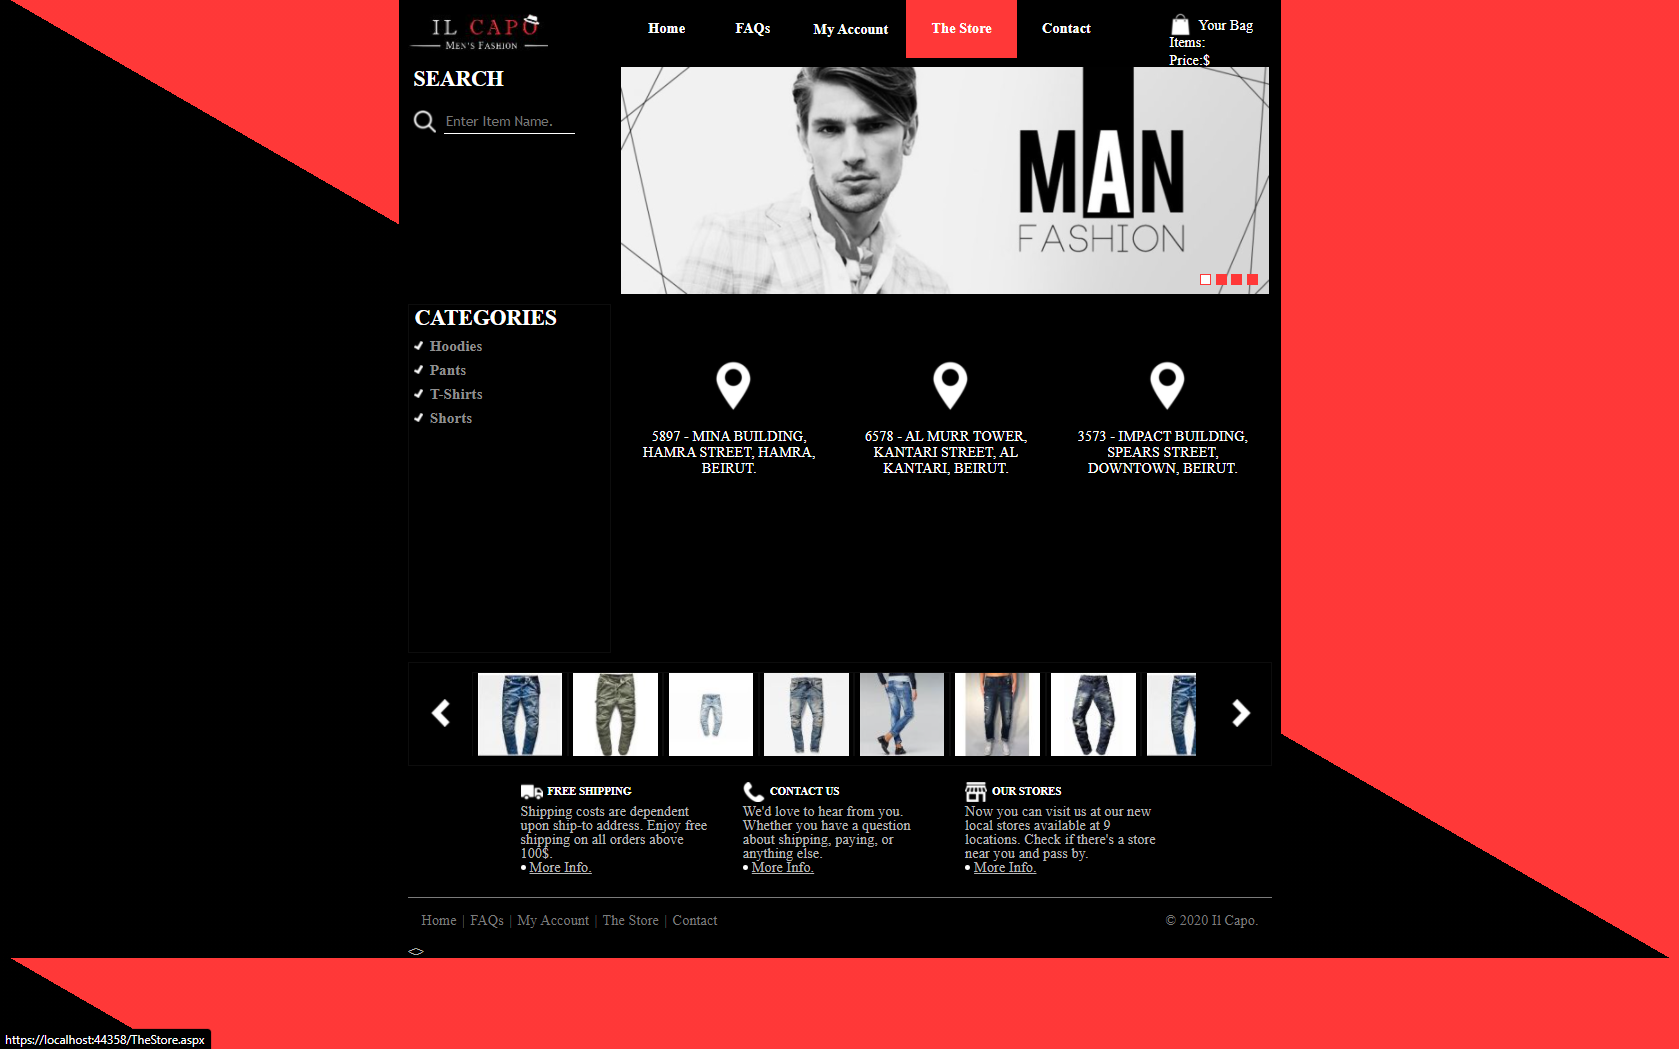 IL CAPO
MEN'S FASHION
Home
FAQs
My Account
The Store
Contact
Your Bag
Items:
Price:$
SEARCH
Enter Item Name.
MAN
FASHION
CATEGORIES
Hoodies
Pants
T-Shirts
Shorts
5897 - MINA BUILDING,
HAMRA STREET, HAMRA,
BEIRUT.
6578 - AL MURR TOWER,
KANTARI STREET, AL
KANTARI, BEIRUT.
3573 - IMPACT BUILDING,
SPEARS STREET,
DOWNTOWN, BEIRUT.
FREE SHIPPING
Shipping costs are dependent
upon ship-to address. Enjoy free
shipping on all orders above
100$.
• More Info.
CONTACT US
We'd love to hear from you.
Whether you have a question
about shipping, paying, or
anything else.
• More Info.
OUR STORES
Now you can visit us at our new
local stores available at 9
locations. Check if there's a store
near you and pass by.
• More Info.
Home | FAQs | My Account | The Store | Contact
© 2020 Il Capo.
<>
https://localhost:44358/TheStore.aspx